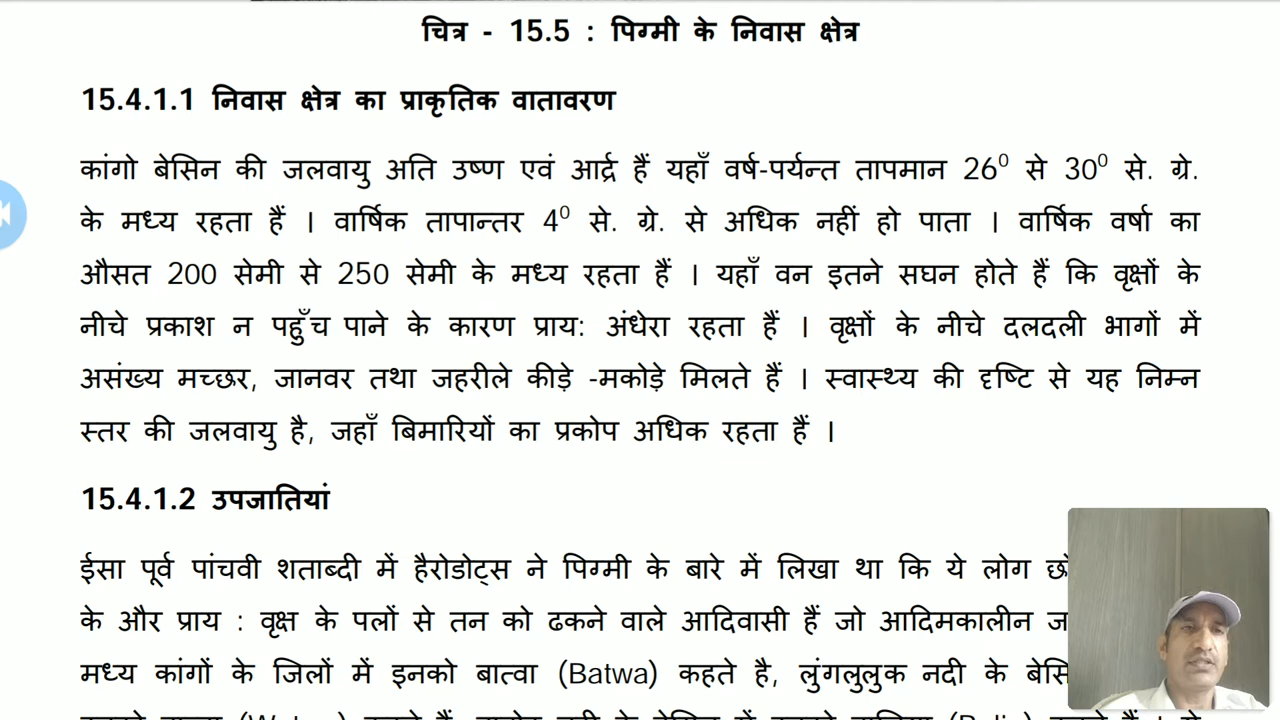 चित्र - 15.5 : पिग्मी के निवास क्षेत्र
15.4.1.1 निवास क्षेत्र का प्राकृतिक वातावरण
कांगो बेसिन की जलवायु अति उष्ण एवं आर्द्र हैं यहाँ वर्ष-पर्यन्त तापमान 26⁰ से 30⁰ से. ग्रे.
के मध्य रहता हैं । वार्षिक तापान्तर 4⁰ से. ग्रे. से अधिक नहीं हो पाता । वार्षिक वर्षा का
औसत 200 सेमी से 250 सेमी के मध्य रहता हैं । यहाँ वन इतने सघन होते हैं कि वृक्षों के
नीचे प्रकाश न पहुँच पाने के कारण प्राय: अंधेरा रहता हैं । वृक्षों के नीचे दलदली भागों में
असंख्य मच्छर, जानवर तथा जहरीले कीड़े -मकोड़े मिलते हैं । स्वास्थ्य की दृष्टि से यह निम्न
स्तर की जलवायु है, जहाँ बिमारियों का प्रकोप अधिक रहता हैं ।
15.4.1.2 उपजातियां
ईसा पूर्व पांचवी शताब्दी में हैरोडोट्स ने पिग्मी के बारे में लिखा था कि ये लोग
के और प्राय : वृक्ष के पलों से तन को ढकने वाले आदिवासी हैं जो आदिमकालीन
मध्य कांगों के जिलों में इनको बात्वा (Batwa) कहते है, लुंगलुलुक नदी के